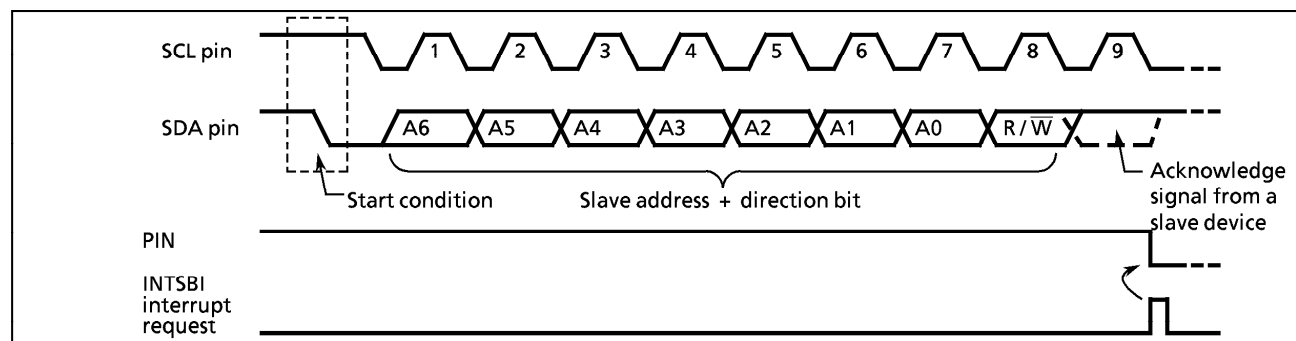 SCL pin
1 2 3 4 5 6 7 8 9
SDA pin
A6 A5 A4 A3 A2 A1 A0 R / W̅
Start condition
Slave address + direction bit
Acknowledge
signal from a
slave device
PIN
INTSBI
interrupt
request